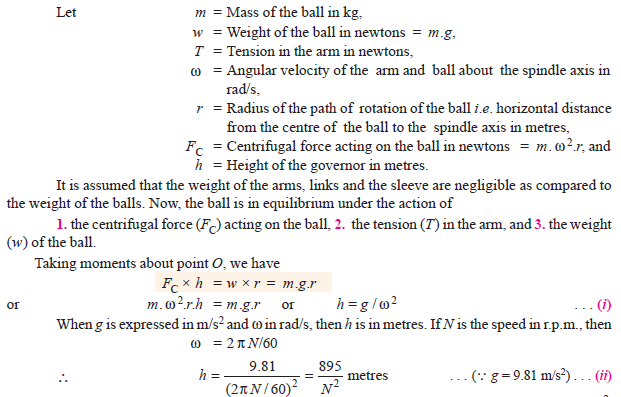 Let m = Mass of the ball in kg,
w = Weight of the ball in newtons = m.g,
T = Tension in the arm in newtons,
ω = Angular velocity of the arm and ball about the spindle axis in
rad/s,
r = Radius of the path of rotation of the ball i.e. horizontal distance
from the centre of the ball to the spindle axis in metres,
F_C = Centrifugal force acting on the ball in newtons = m.ω².r, and
h = Height of the governor in metres.
It is assumed that the weight of the arms, links and the sleeve are negligible as compared to
the weight of the balls. Now, the ball is in equilibrium under the action of
1. the centrifugal force (F_C) acting on the ball, 2. the tension (T) in the arm, and 3. the weight
(w) of the ball.
Taking moments about point O, we have
F_C × h = w × r = m.g.r
or m.ω².r.h = m.g.r or h = g / ω² . . . (i)
When g is expressed in m/s² and ω in rad/s, then h is in metres. If N is the speed in r.p.m., then
ω = 2 π N/60
∴ h = 9.81 / (2π N / 60)² = 895 / N² metres . . . (∵ g = 9.81 m/s²) . . . (ii)